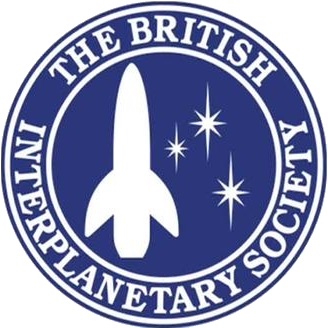 THE BRITISH
INTERPLANETARY SOCIETY